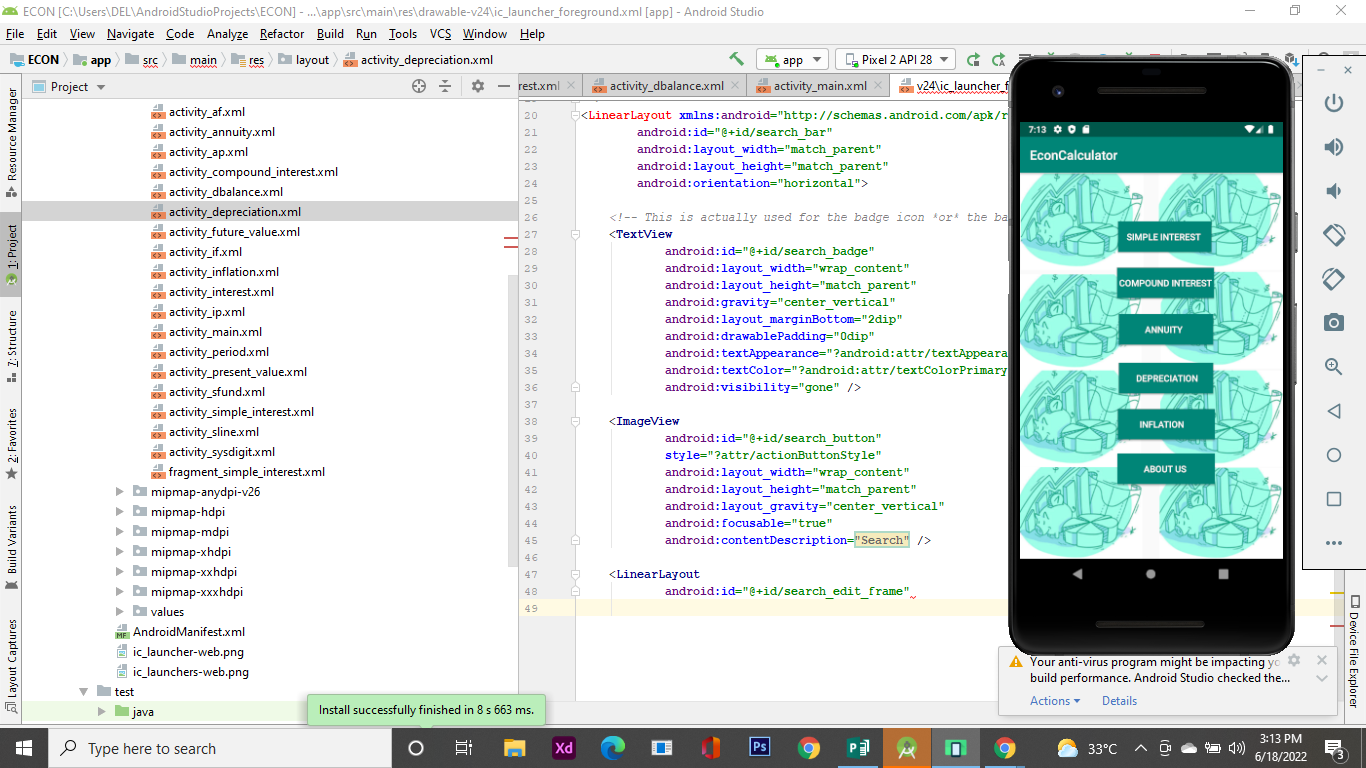 ECON [C:\Users\DEL\AndroidStudioProjects\ECON] - ...\app\src\main\res\drawable-v24\ic_launcher_foreground.xml [app] - Android Studio
File Edit View Navigate Code Analyze Refactor Build Run Tools VCS Window Help
ECON app src main res layout activity_depreciation.xml
app Pixel 2 API 28
Project
rest.xml activity_dbalance.xml activity_main.xml v24\ic_launcher_f
Resource Manager
1: Project
Z: Structure
2: Favorites
Build Variants
Layout Captures
activity_af.xml
activity_annuity.xml
activity_ap.xml
activity_compound_interest.xml
activity_dbalance.xml
activity_depreciation.xml
activity_future_value.xml
activity_if.xml
activity_inflation.xml
activity_interest.xml
activity_ip.xml
activity_main.xml
activity_period.xml
activity_present_value.xml
activity_sfund.xml
activity_simple_interest.xml
activity_sline.xml
activity_sysdigit.xml
fragment_simple_interest.xml
mipmap-anydpi-v26
mipmap-hdpi
mipmap-mdpi
mipmap-xhdpi
mipmap-xxhdpi
mipmap-xxxhdpi
values
AndroidManifest.xml
ic_launcher-web.png
ic_launchers-web.png
test
java
20 <LinearLayout xmlns:android="http://schemas.android.com/apk/r
21 android:id="@+id/search_bar"
22 android:layout_width="match_parent"
23 android:layout_height="match_parent"
24 android:orientation="horizontal">
25
26 <!-- This is actually used for the badge icon *or* the ba
27 <TextView
28 android:id="@+id/search_badge"
29 android:layout_width="wrap_content"
30 android:layout_height="match_parent"
31 android:gravity="center_vertical"
32 android:layout_marginBottom="2dip"
33 android:drawablePadding="0dip"
34 android:textAppearance="?android:attr/textAppeara
35 android:textColor="?android:attr/textColorPrimary
36 android:visibility="gone" />
37
38 <ImageView
39 android:id="@+id/search_button"
40 style="?attr/actionButtonStyle"
41 android:layout_width="wrap_content"
42 android:layout_height="match_parent"
43 android:layout_gravity="center_vertical"
44 android:focusable="true"
45 android:contentDescription="Search" />
46
47 <LinearLayout
48 android:id="@+id/search_edit_frame"
49
7:13
EconCalculator
SIMPLE INTEREST
COMPOUND INTEREST
ANNUITY
DEPRECIATION
INFLATION
ABOUT US
Device File Explorer
Your anti-virus program might be impacting yo
build performance. Android Studio checked the...
Actions Details
Install successfully finished in 8 s 663 ms.
Type here to search
Xd
Ps
33°C
3:13 PM
6/18/2022
3